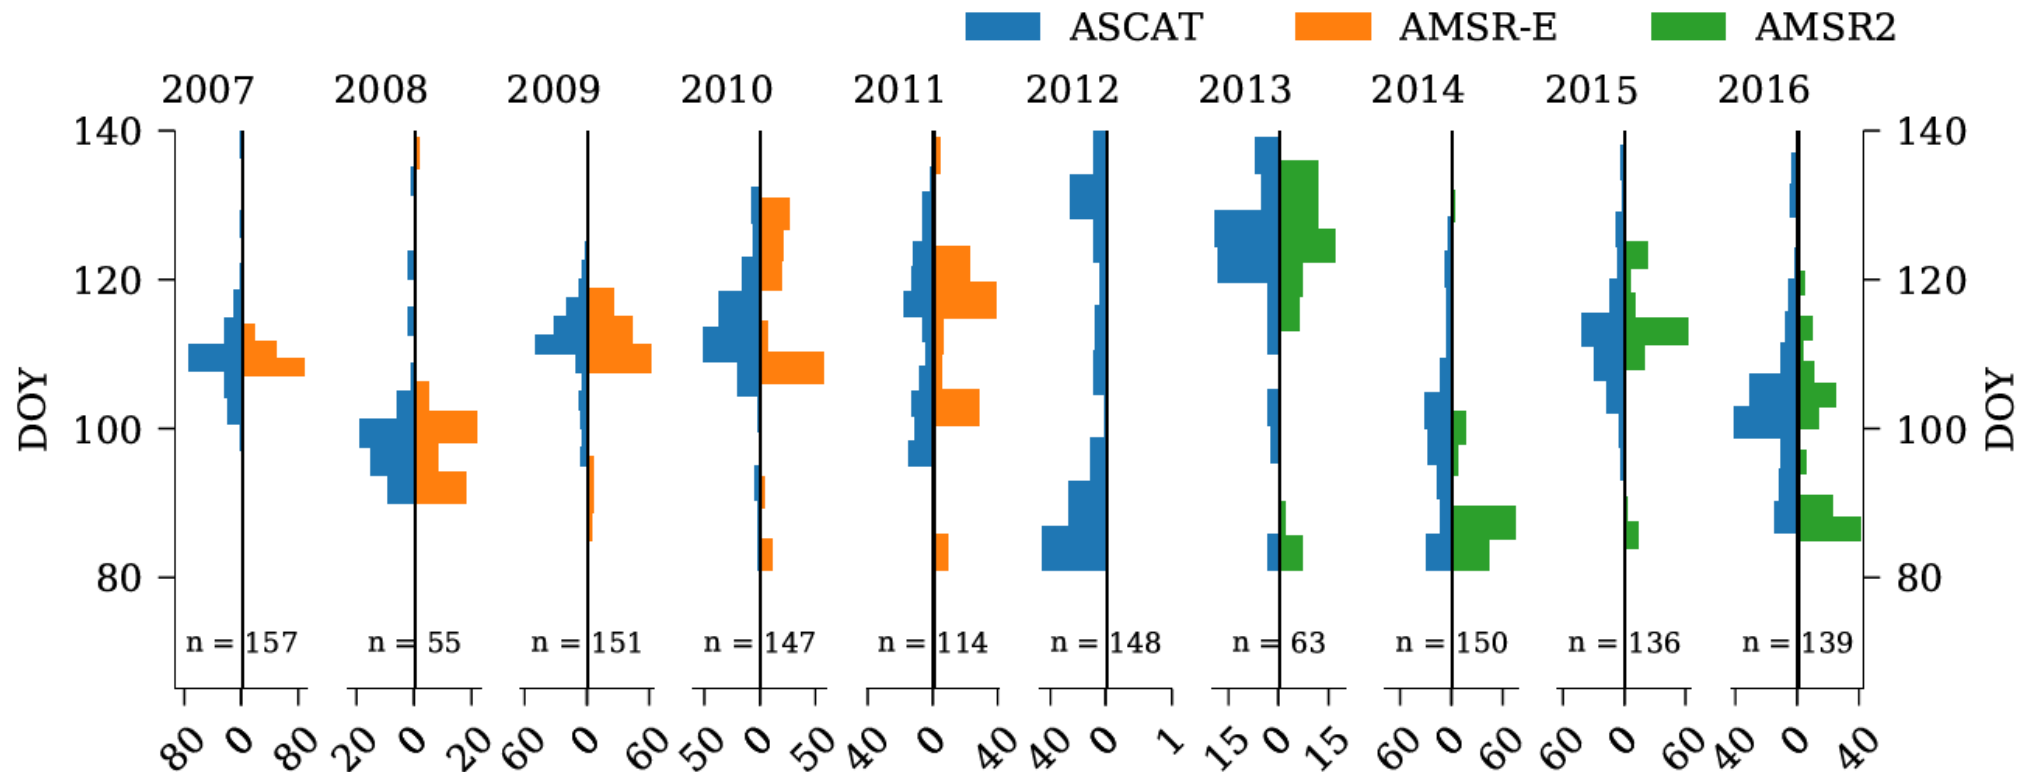 ASCAT AMSR-E AMSR2
2007 2008 2009 2010 2011 2012 2013 2014 2015 2016
140 140
120 120
100 100
80 80
DOY DOY
n = 157 n = 55 n = 151 n = 147 n = 114 n = 148 n = 63 n = 150 n = 136 n = 139
80 0 80 20 0 20 60 0 60 50 0 50 40 0 40 40 0 1 15 0 15 60 0 60 60 0 60 40 0 40